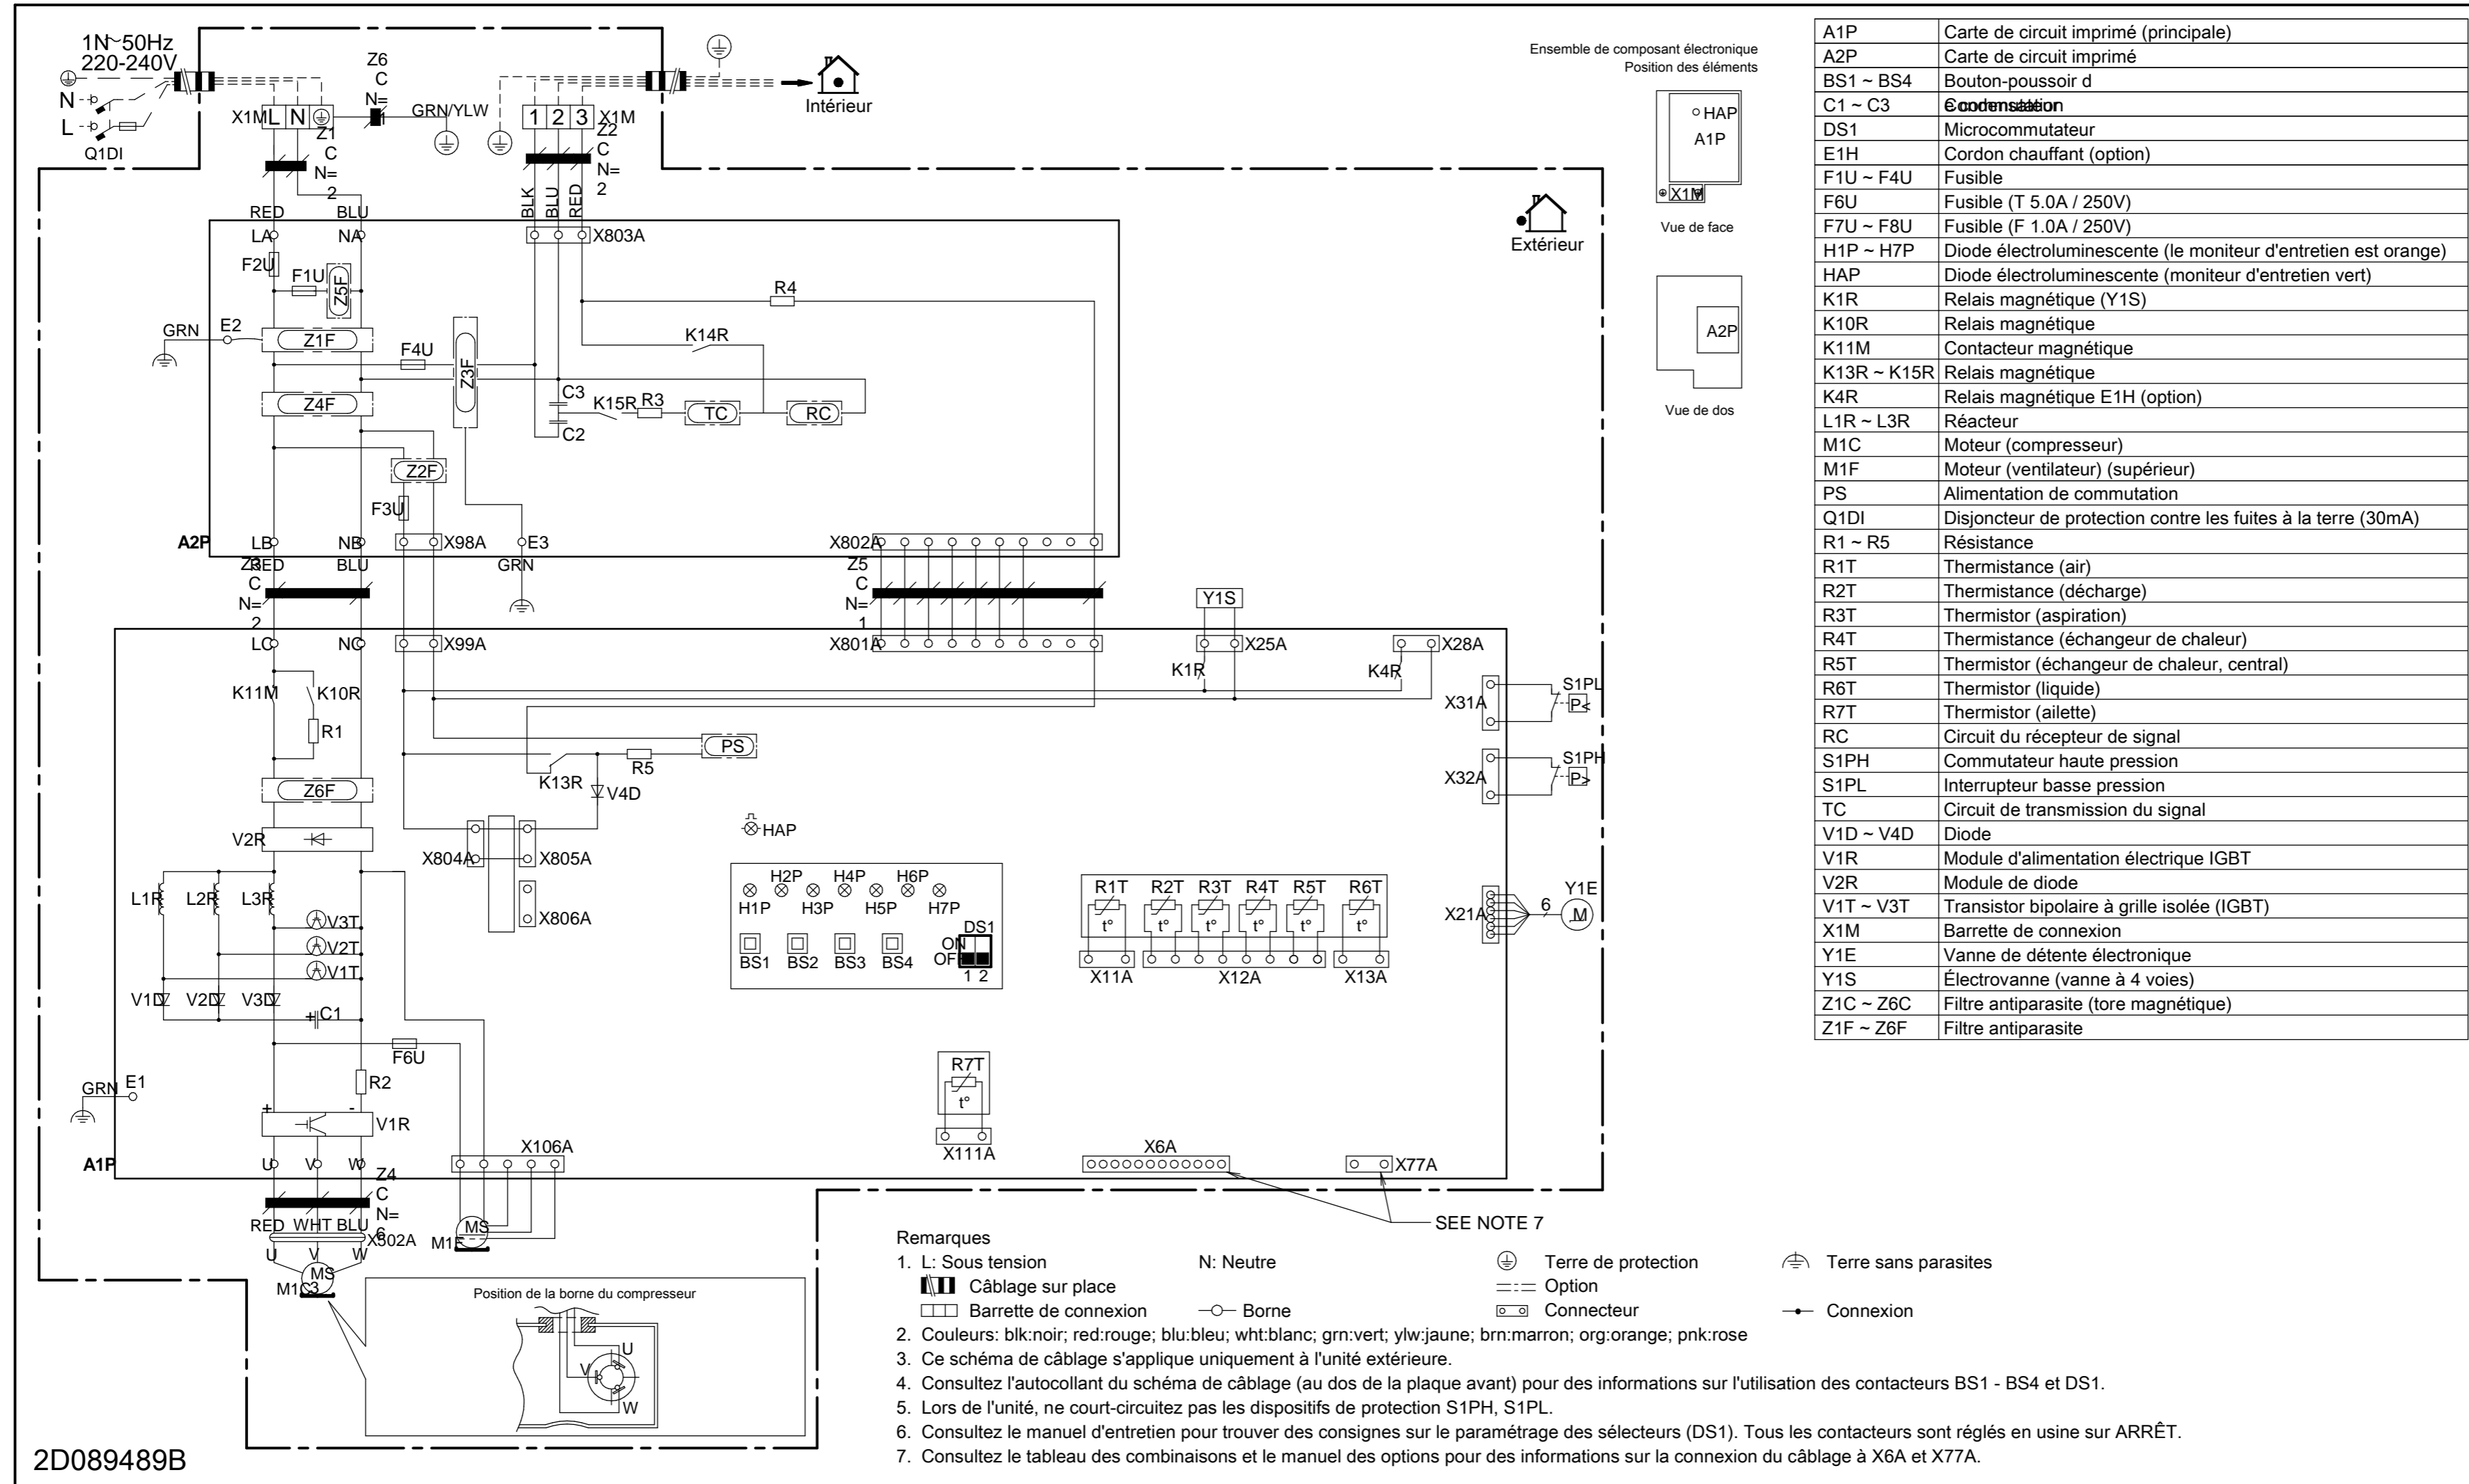 1N~50Hz
220-240V
N
L
Q1DI
X1M
L N
Z6
C
N=
1
GRN/YLW
Intérieur
1 2 3
X1M
Z1
C
N=
2
Z2
C
N=
2
RED
BLU
BLK
BLU
RED
LA
NA
X803A
F2U
F1U
Z5F
R4
GRN
E2
Z1F
F4U
Z3F
K14R
Z4F
C3
K15R
R3
TC
RC
C2
Z2F
F3U
A2P
LB
NB
X98A
E3
X802A
Z3
C
N=
2
RED
BLU
GRN
Z5
C
N=
1
Y1S
LC
NC
X99A
X801A
X25A
X28A
K11M
K10R
K1R
K4R
X31A
S1PL
P<
R1
PS
K13R
R5
V4D
X32A
S1PH
P>
Z6F
HAP
V2R
X804A
X805A
X806A
L1R
L2R
L3R
V3T
V2T
V1T
H2P H4P H6P
H1P H3P H5P H7P
DS1
ON
OFF
BS1 BS2 BS3 BS4
1 2
R1T R2T R3T R4T R5T R6T
t° t° t° t° t° t°
X11A X12A X13A
X21A
6
Y1E
M
V1D
V2D
V3D
+
C1
F6U
R2
GRN
E1
+ -
V1R
R7T
t°
X111A
X6A
X77A
A1P
U V W
X106A
Z4
C
N=
6
RED WHT BLU
X502A
U V W
MS
M1F
MS
3
M1C
SEE NOTE 7
Position de la borne du compresseur
U
V
W
2D089489B
Extérieur
Ensemble de composant électronique
Position des éléments
HAP
A1P
X1M
Vue de face
A2P
Vue de dos
A1P Carte de circuit imprimé (principale)
A2P Carte de circuit imprimé
BS1 ~ BS4 Bouton-poussoir d
C1 ~ C3
DS1 Microcommutateur
E1H Cordon chauffant (option)
F1U ~ F4U Fusible
F6U Fusible (T 5.0A / 250V)
F7U ~ F8U Fusible (F 1.0A / 250V)
H1P ~ H7P Diode électroluminescente (le moniteur d'entretien est orange)
HAP Diode électroluminescente (moniteur d'entretien vert)
K1R Relais magnétique (Y1S)
K10R Relais magnétique
K11M Contacteur magnétique
K13R ~ K15R Relais magnétique
K4R Relais magnétique E1H (option)
L1R ~ L3R Réacteur
M1C Moteur (compresseur)
M1F Moteur (ventilateur) (supérieur)
PS Alimentation de commutation
Q1DI Disjoncteur de protection contre les fuites à la terre (30mA)
R1 ~ R5 Résistance
R1T Thermistance (air)
R2T Thermistance (décharge)
R3T Thermistor (aspiration)
R4T Thermistance (échangeur de chaleur)
R5T Thermistor (échangeur de chaleur, central)
R6T Thermistor (liquide)
R7T Thermistor (ailette)
RC Circuit du récepteur de signal
S1PH Commutateur haute pression
S1PL Interrupteur basse pression
TC Circuit de transmission du signal
V1D ~ V4D Diode
V1R Module d'alimentation électrique IGBT
V2R Module de diode
V1T ~ V3T Transistor bipolaire à grille isolée (IGBT)
X1M Barrette de connexion
Y1E Vanne de détente électronique
Y1S Électrovanne (vanne à 4 voies)
Z1C ~ Z6C Filtre antiparasite (tore magnétique)
Z1F ~ Z6F Filtre antiparasite
Remarques
1. L: Sous tension N: Neutre Terre de protection Terre sans parasites
Câblage sur place Option
Barrette de connexion Borne Connecteur Connexion
2. Couleurs: blk:noir; red:rouge; blu:bleu; wht:blanc; grn:vert; ylw:jaune; brn:marron; org:orange; pnk:rose
3. Ce schéma de câblage s'applique uniquement à l'unité extérieure.
4. Consultez l'autocollant du schéma de câblage (au dos de la plaque avant) pour des informations sur l'utilisation des contacteurs BS1 - BS4 et DS1.
5. Lors de l'unité, ne court-circuitez pas les dispositifs de protection S1PH, S1PL.
6. Consultez le manuel d'entretien pour trouver des consignes sur le paramétrage des sélecteurs (DS1). Tous les contacteurs sont réglés en usine sur ARRÊT.
7. Consultez le tableau des combinaisons et le manuel des options pour des informations sur la connexion du câblage à X6A et X77A.